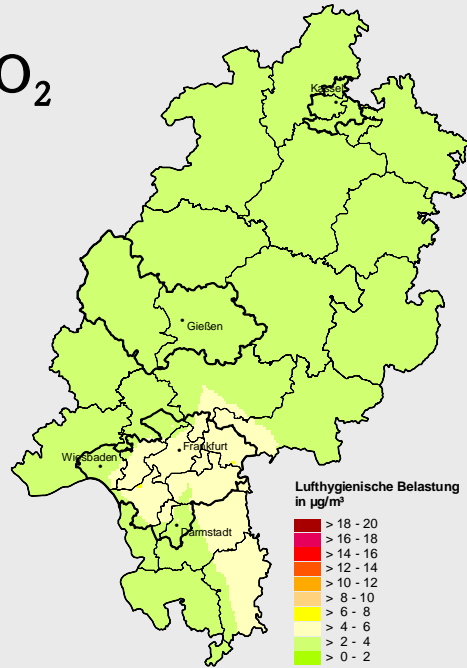 O₂
Kassel
Gießen
Frankfurt
Wiesbaden
Darmstadt
Lufthygienische Belastung
in µg/m³
> 18 - 20
> 16 - 18
> 14 - 16
> 12 - 14
> 10 - 12
> 8 - 10
> 6 - 8
> 4 - 6
> 2 - 4
> 0 - 2